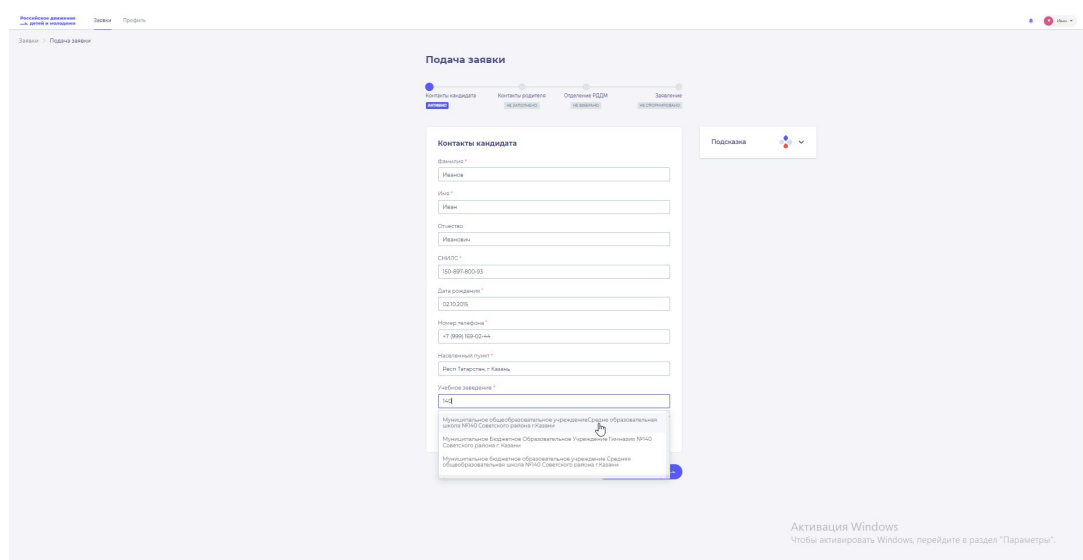 Российское движение
детей и молодежи
Заявки Профиль
Иван
Заявки > Подача заявки
Подача заявки
Контакты кандидата Контакты родителя Отделение РДДМ Заявление
АКТИВНО НЕ ЗАПОЛНЕНО НЕ ВЫБРАНО НЕ СФОРМИРОВАНО
Контакты кандидата
Подсказка
Фамилия *
Иванов
Имя *
Иван
Отчество
Иванович
СНИЛС *
150-897-800-93
Дата рождения *
02.10.2015
Номер телефона *
+7 (999) 169-02-44
Населенный пункт *
Респ Татарстан, г Казань
Учебное заведение *
140
Муниципальное общеобразовательное учреждениеСредне образовательная
школа №140 Советского района г.Казани
Муниципальное Бюджетное Образовательное Учреждение Гимназия №140
Советского района г. Казани
Муниципальное бюджетное образовательное учреждение Средняя
общеобразовательная школа №140 Советского района г.Казани
Активация Windows
Чтобы активировать Windows, перейдите в раздел "Параметры".